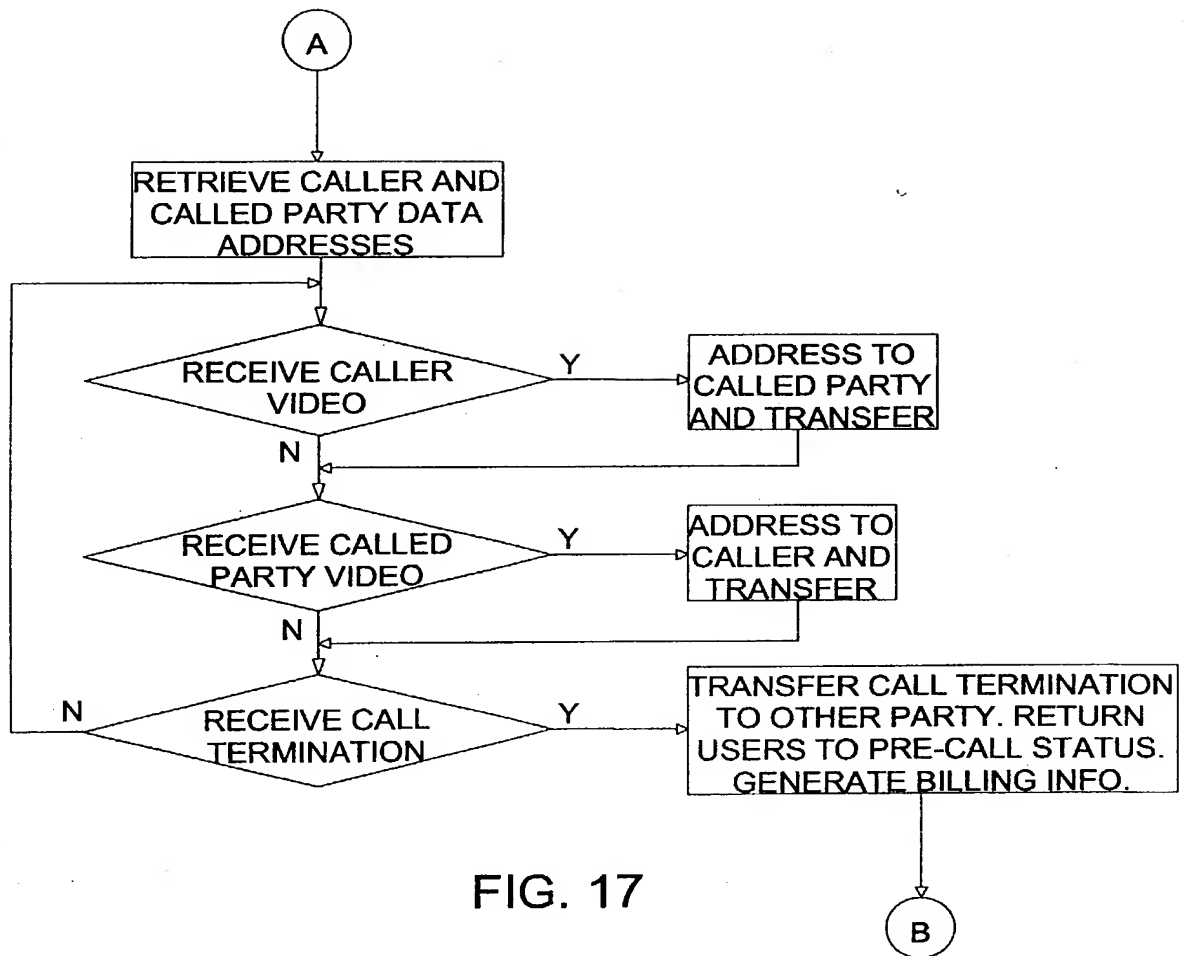 A
RETRIEVE CALLER AND
CALLED PARTY DATA
ADDRESSES
RECEIVE CALLER
VIDEO
Y
ADDRESS TO
CALLED PARTY
AND TRANSFER
N
RECEIVE CALLED
PARTY VIDEO
Y
ADDRESS TO
CALLER AND
TRANSFER
N
N
RECEIVE CALL
TERMINATION
Y
TRANSFER CALL TERMINATION
TO OTHER PARTY. RETURN
USERS TO PRE-CALL STATUS.
GENERATE BILLING INFO.
FIG. 17
B